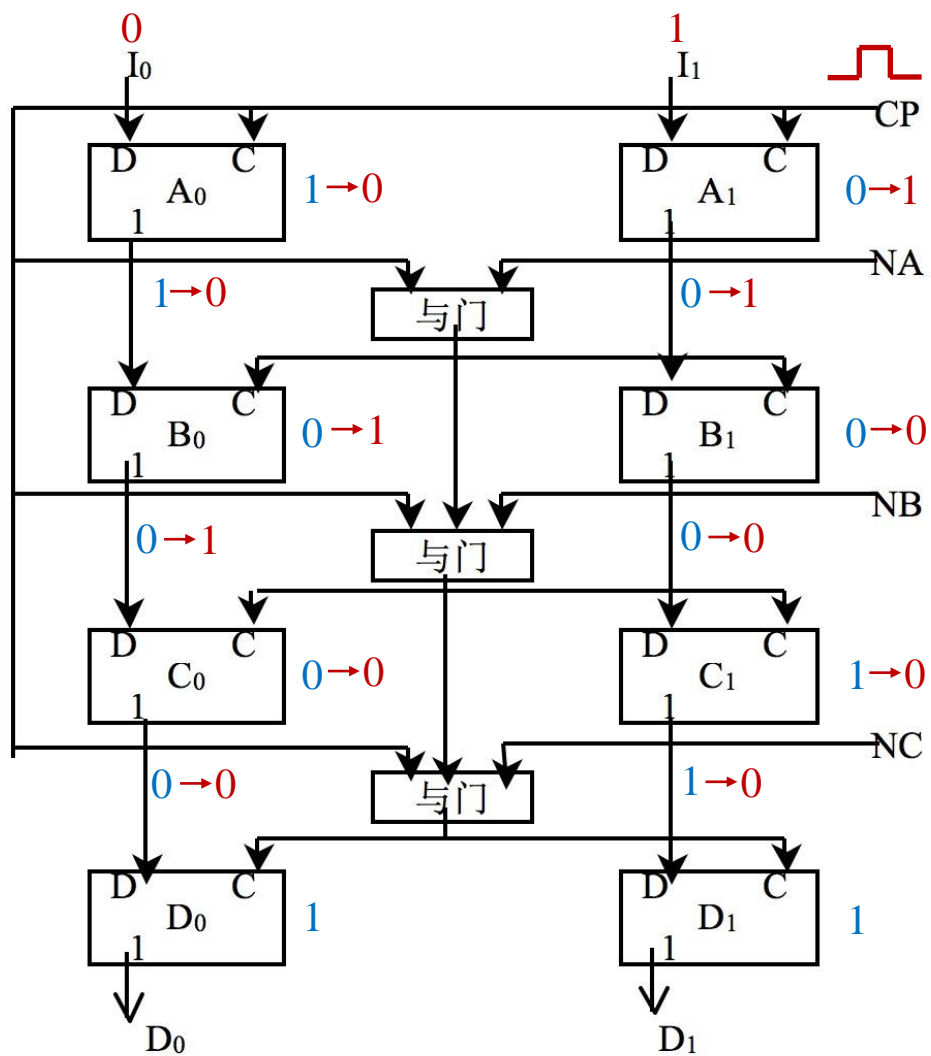 0 1
I₀ I₁
CP
D C D C
A₀ 1→0 A₁ 0→1
1 1
NA
1→0 与门 0→1
D C D C
B₀ 0→1 B₁ 0→0
1 1
NB
0→1 与门 0→0
D C D C
C₀ 0→0 C₁ 1→0
1 1
NC
0→0 与门 1→0
D C D C
D₀ 1 D₁ 1
1 1
D₀ D₁